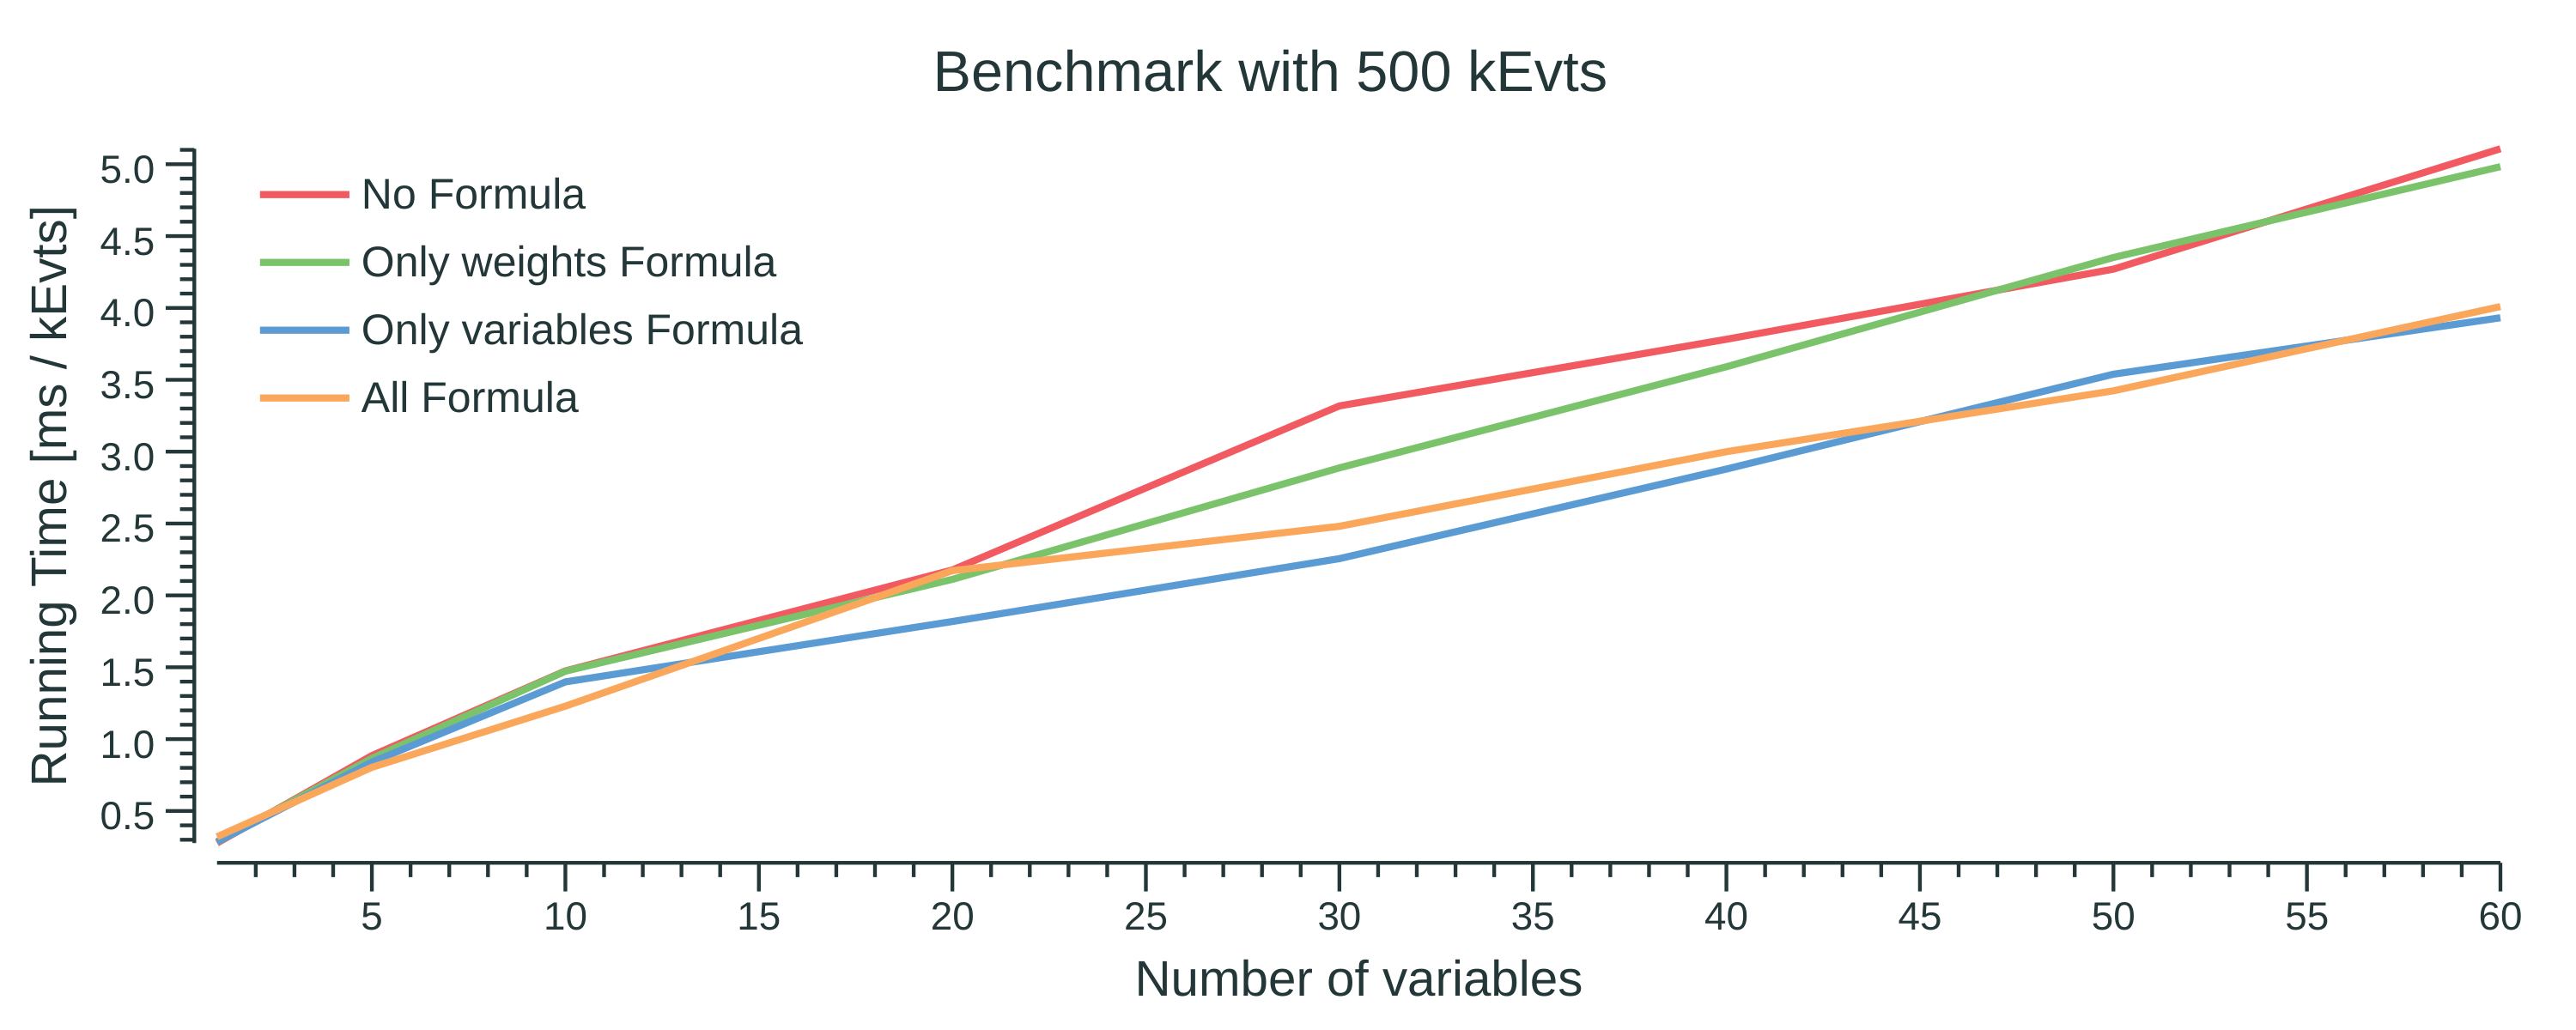 Benchmark with 500 kEvts
Running Time [ms / kEvts]
5.0
4.5
4.0
3.5
3.0
2.5
2.0
1.5
1.0
0.5
No Formula
Only weights Formula
Only variables Formula
All Formula
5 10 15 20 25 30 35 40 45 50 55 60
Number of variables